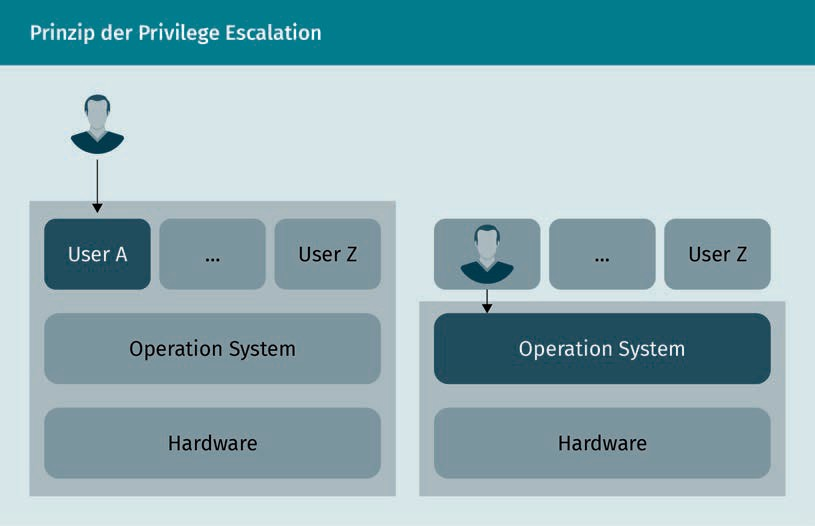 Prinzip der Privilege Escalation
User A
...
User Z
Operation System
Hardware
...
User Z
Operation System
Hardware